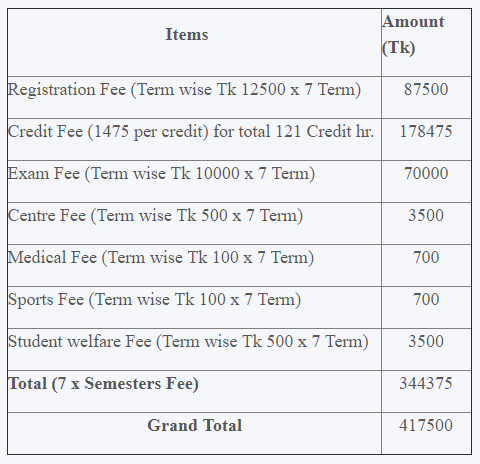 Items
Amount
(Tk)
Registration Fee (Term wise Tk 12500 x 7 Term) 87500
Credit Fee (1475 per credit) for total 121 Credit hr. 178475
Exam Fee (Term wise Tk 10000 x 7 Term) 70000
Centre Fee (Term wise Tk 500 x 7 Term) 3500
Medical Fee (Term wise Tk 100 x 7 Term) 700
Sports Fee (Term wise Tk 100 x 7 Term) 700
Student welfare Fee (Term wise Tk 500 x 7 Term) 3500
Total (7 x Semesters Fee) 344375
Grand Total 417500